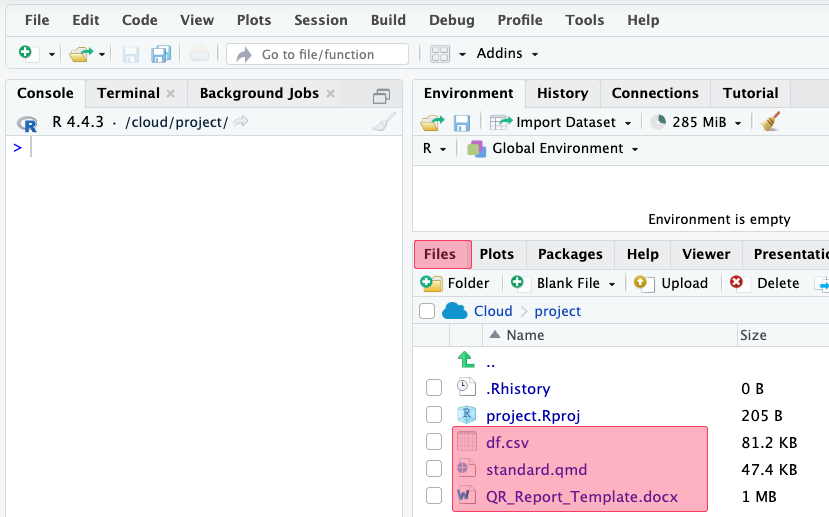 File Edit Code View Plots Session Build Debug Profile Tools Help
Go to file/function Addins
Console Terminal Background Jobs
R R 4.4.3 · /cloud/project/
>
Environment History Connections Tutorial
Import Dataset 285 MiB
R Global Environment
Environment is empty
Files Plots Packages Help Viewer Presentatio
Folder Blank File Upload Delete
Cloud project
Name Size
..
.Rhistory 0 B
R project.Rproj 205 B
df.csv 81.2 KB
standard.qmd 47.4 KB
W QR_Report_Template.docx 1 MB